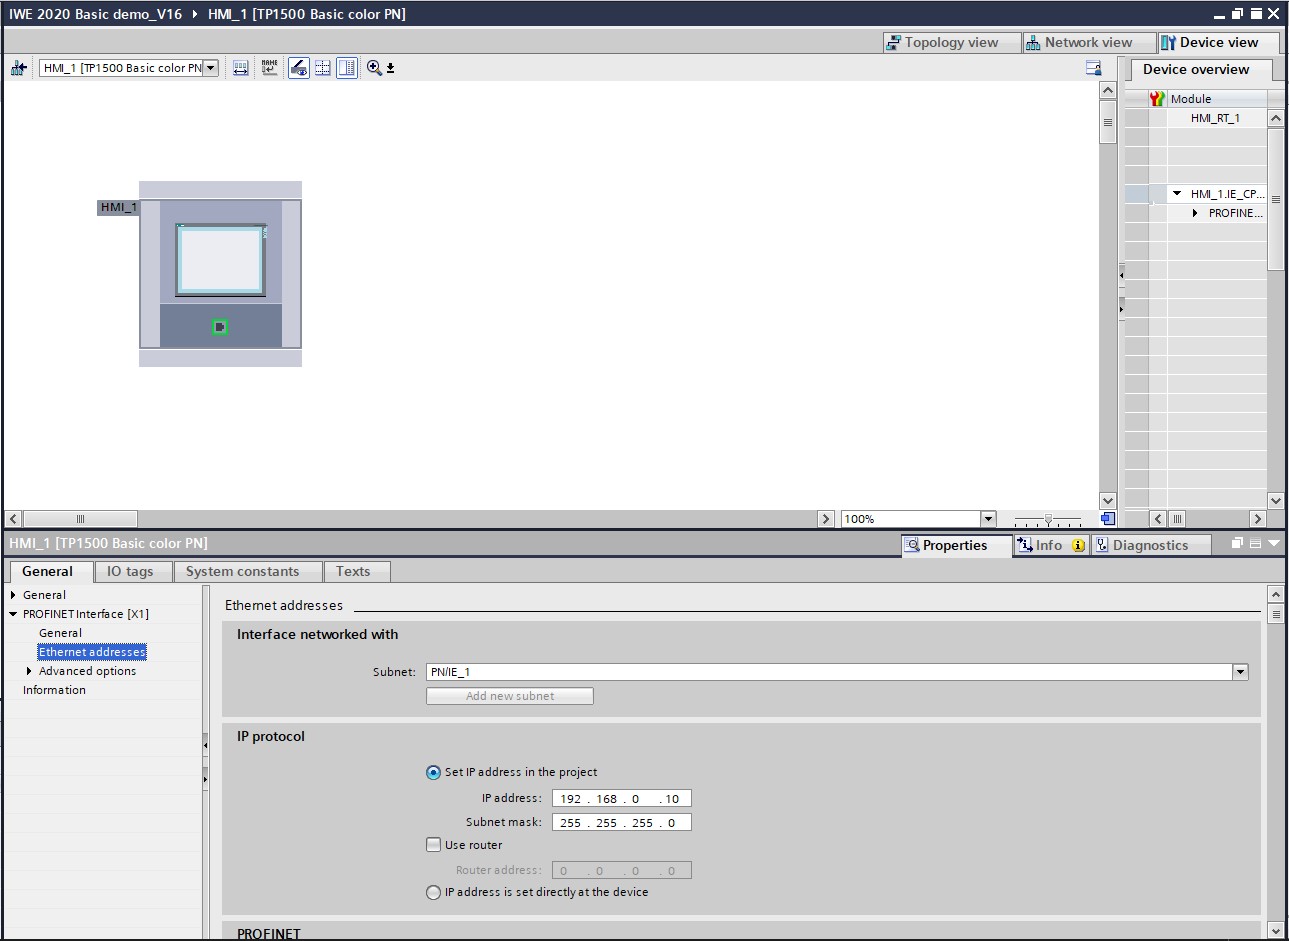 IWE 2020 Basic demo_V16 ▸ HMI_1 [TP1500 Basic color PN]
Topology view
Network view
Device view
HMI_1 [TP1500 Basic color PN
Device overview
Module
HMI_RT_1
HMI_1.IE_CP...
PROFINE...
HMI_1
100%
HMI_1 [TP1500 Basic color PN]
Properties
Info
Diagnostics
General
IO tags
System constants
Texts
General
PROFINET Interface [X1]
General
Ethernet addresses
Advanced options
Information
Ethernet addresses
Interface networked with
Subnet: PN/IE_1
Add new subnet
IP protocol
Set IP address in the project
IP address: 192 . 168 . 0 . 10
Subnet mask: 255 . 255 . 255 . 0
Use router
Router address: 0 . 0 . 0 . 0
IP address is set directly at the device
PROFINET